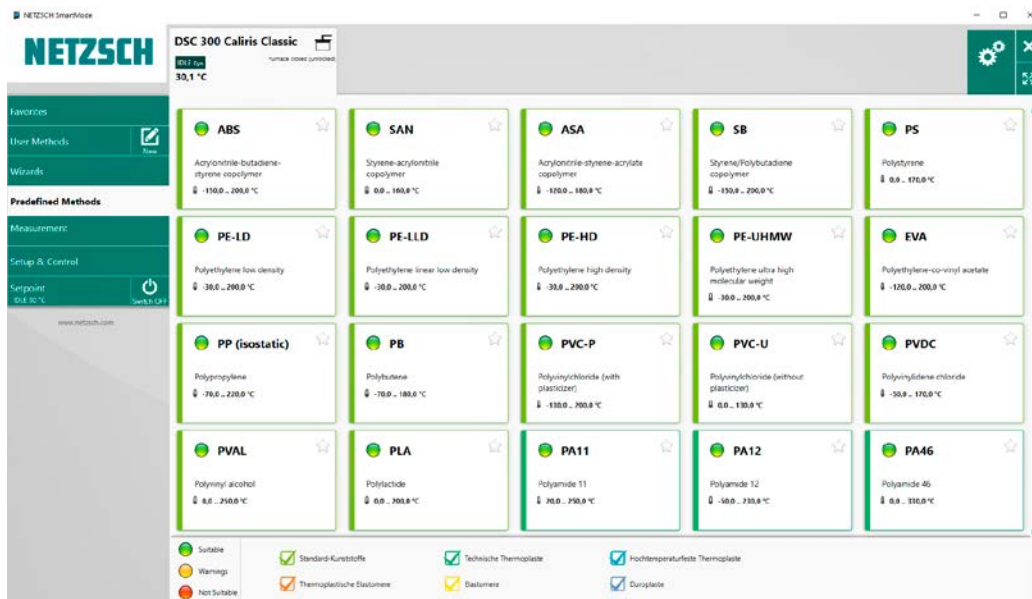 NETZSCH SmartMode
NETZSCH
DSC 300 Caliris Classic
furnace closed (unlocked)
30,1 °C
Favorites
User Methods
New
Wizards
Predefined Methods
Measurement
Setup & Control
Setpoint
IDLE 30 °C
Switch OFF
www.netzsch.com
ABS
Acrylonitrile-butadiene-
styrene copolymer
-150,0 .. 200,0 °C
SAN
Styrene-acrylonitrile
copolymer
0,0 .. 160,0 °C
ASA
Acrylonitrile-styrene-acrylate
copolymer
-120,0 .. 180,0 °C
SB
Styrene/Polybutadiene
copolymer
-150,0 .. 200,0 °C
PS
Polystyrene
0,0 .. 170,0 °C
PE-LD
Polyethylene low density
-30,0 .. 200,0 °C
PE-LLD
Polyethylene linear low density
-30,0 .. 200,0 °C
PE-HD
Polyethylene high density
-30,0 .. 200,0 °C
PE-UHMW
Polyethylene ultra high
molecular weight
-30,0 .. 200,0 °C
EVA
Polyethylene-co-vinyl acetate
-120,0 .. 200,0 °C
PP (isostatic)
Polypropylene
-70,0 .. 220,0 °C
PB
Polybutene
-70,0 .. 180,0 °C
PVC-P
Polyvinylchloride (with
plasticizer)
-130,0 .. 200,0 °C
PVC-U
Polyvinylchloride (without
plasticizer)
0,0 .. 130,0 °C
PVDC
Polyvinylidene chloride
-50,0 .. 170,0 °C
PVAL
Polyvinyl alcohol
0,0 .. 250,0 °C
PLA
Polylactide
0,0 .. 200,0 °C
PA11
Polyamide 11
20,0 .. 250,0 °C
PA12
Polyamide 12
-50,0 .. 230,0 °C
PA46
Polyamide 46
0,0 .. 330,0 °C
Suitable
Warnings
Not Suitable
Standard-Kunststoffe
Technische Thermoplaste
Hochtemperaturfeste Thermoplaste
Thermoplastische Elastomere
Elastomere
Duroplaste